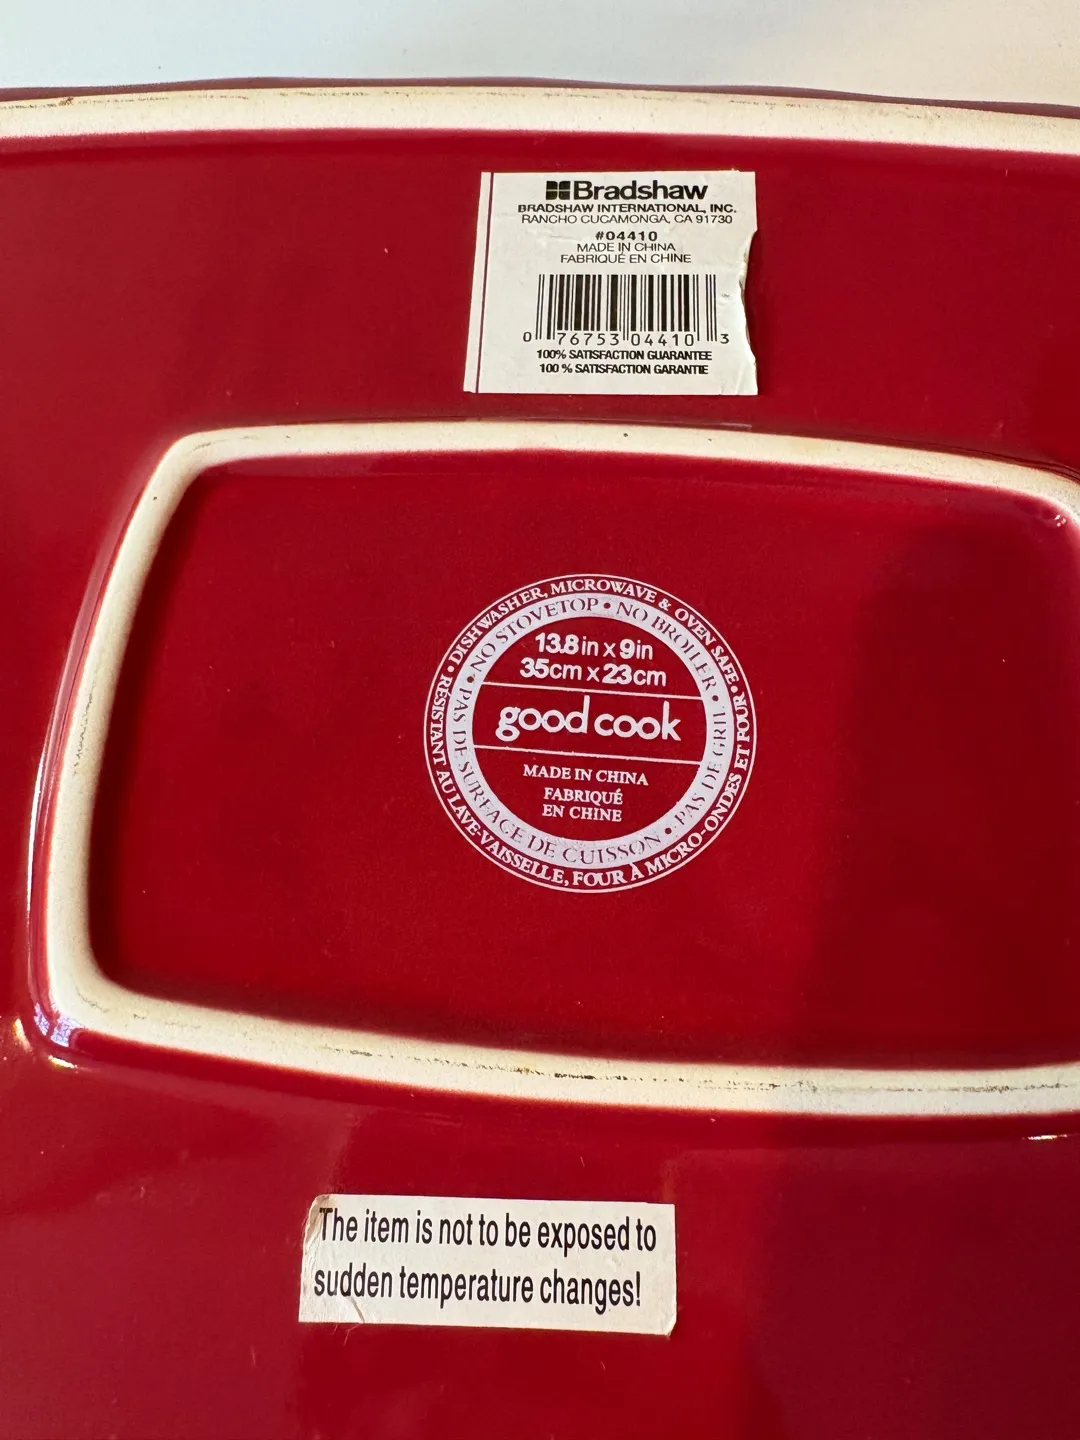 Bradshaw
BRADSHAW INTERNATIONAL, INC.
RANCHO CUCAMONGA, CA 91730
#04410
MADE IN CHINA
FABRIQUÉ EN CHINE
0 76753 04410 3
100% SATISFACTION GUARANTEE
100 % SATISFACTION GARANTIE
• DISHWASHER, MICROWAVE & OVEN SAFE •
RÉSISTANT AU LAVE-VAISSELLE, FOUR À MICRO-ONDES ET FOUR
• NO STOVETOP • NO BROILER •
PAS DE SURFACE DE CUISSON • PAS DE GRIL
13.8in x 9in
35cm x 23cm
good cook
MADE IN CHINA
FABRIQUÉ
EN CHINE
The item is not to be exposed to
sudden temperature changes!